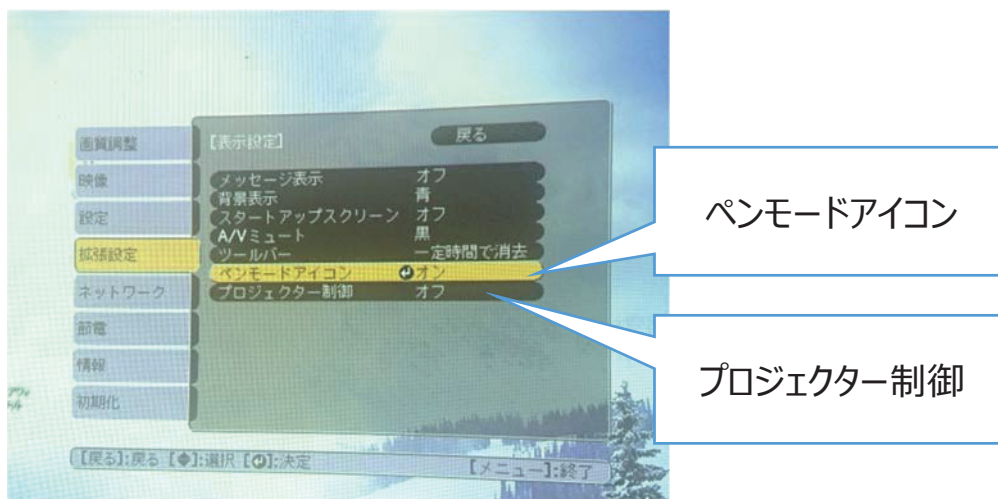 画質調整
映像
設定
拡張設定
ネットワーク
節電
情報
初期化
【表示設定】 戻る
メッセージ表示 オフ
背景表示 青
スタートアップスクリーン オフ
A/Vミュート 黒
ツールバー 一定時間で消去
ペンモードアイコン オン
プロジェクター制御 オフ
【戻る】:戻る 【◆】:選択 【⏎】:決定 【メニュー】:終了
ペンモードアイコン
プロジェクター制御